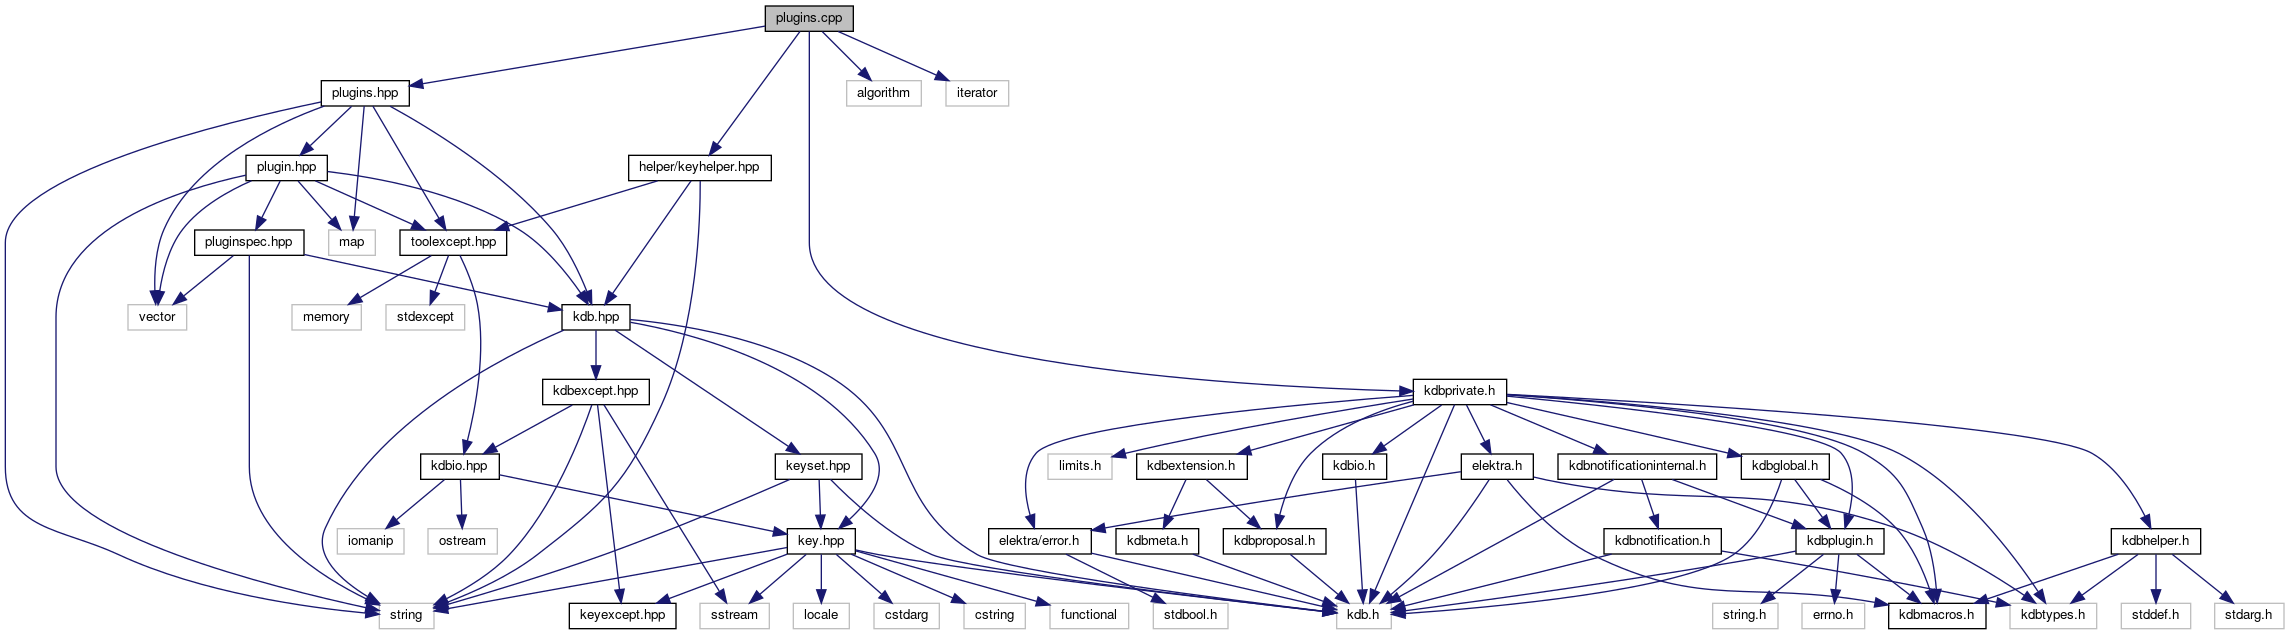 plugins.cpp
plugins.hpp
algorithm
iterator
plugin.hpp
helper/keyhelper.hpp
pluginspec.hpp
map
toolexcept.hpp
vector
memory
stdexcept
kdb.hpp
kdbexcept.hpp
kdbprivate.h
kdbio.hpp
keyset.hpp
limits.h
kdbextension.h
kdbio.h
elektra.h
kdbnotificationinternal.h
kdbglobal.h
iomanip
ostream
key.hpp
elektra/error.h
kdbmeta.h
kdbproposal.h
kdbnotification.h
kdbplugin.h
kdbhelper.h
string
keyexcept.hpp
sstream
locale
cstdarg
cstring
functional
stdbool.h
kdb.h
string.h
errno.h
kdbmacros.h
kdbtypes.h
stddef.h
stdarg.h